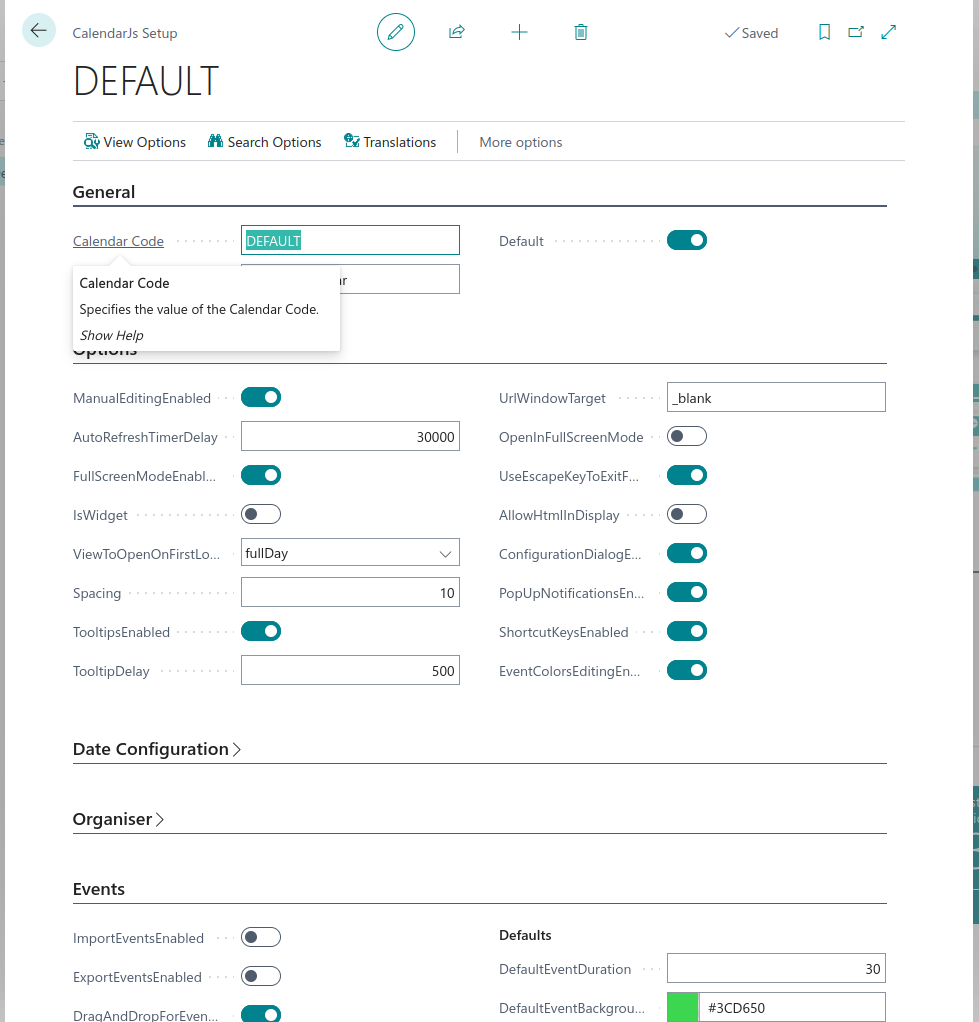 CalendarJs Setup
Saved
DEFAULT
View Options
Search Options
Translations
More options
General
Calendar Code
DEFAULT
Default
Calendar Code
Specifies the value of the Calendar Code.
Show Help
Options
ManualEditingEnabled
UrlWindowTarget
_blank
AutoRefreshTimerDelay
30000
OpenInFullScreenMode
FullScreenModeEnabl...
UseEscapeKeyToExitF...
IsWidget
AllowHtmlInDisplay
ViewToOpenOnFirstLo...
fullDay
ConfigurationDialogE...
Spacing
10
PopUpNotificationsEn...
TooltipsEnabled
ShortcutKeysEnabled
TooltipDelay
500
EventColorsEditingEn...
Date Configuration
Organiser
Events
ImportEventsEnabled
Defaults
ExportEventsEnabled
DefaultEventDuration
30
DragAndDropForEven...
DefaultEventBackgrou...
#3CD650